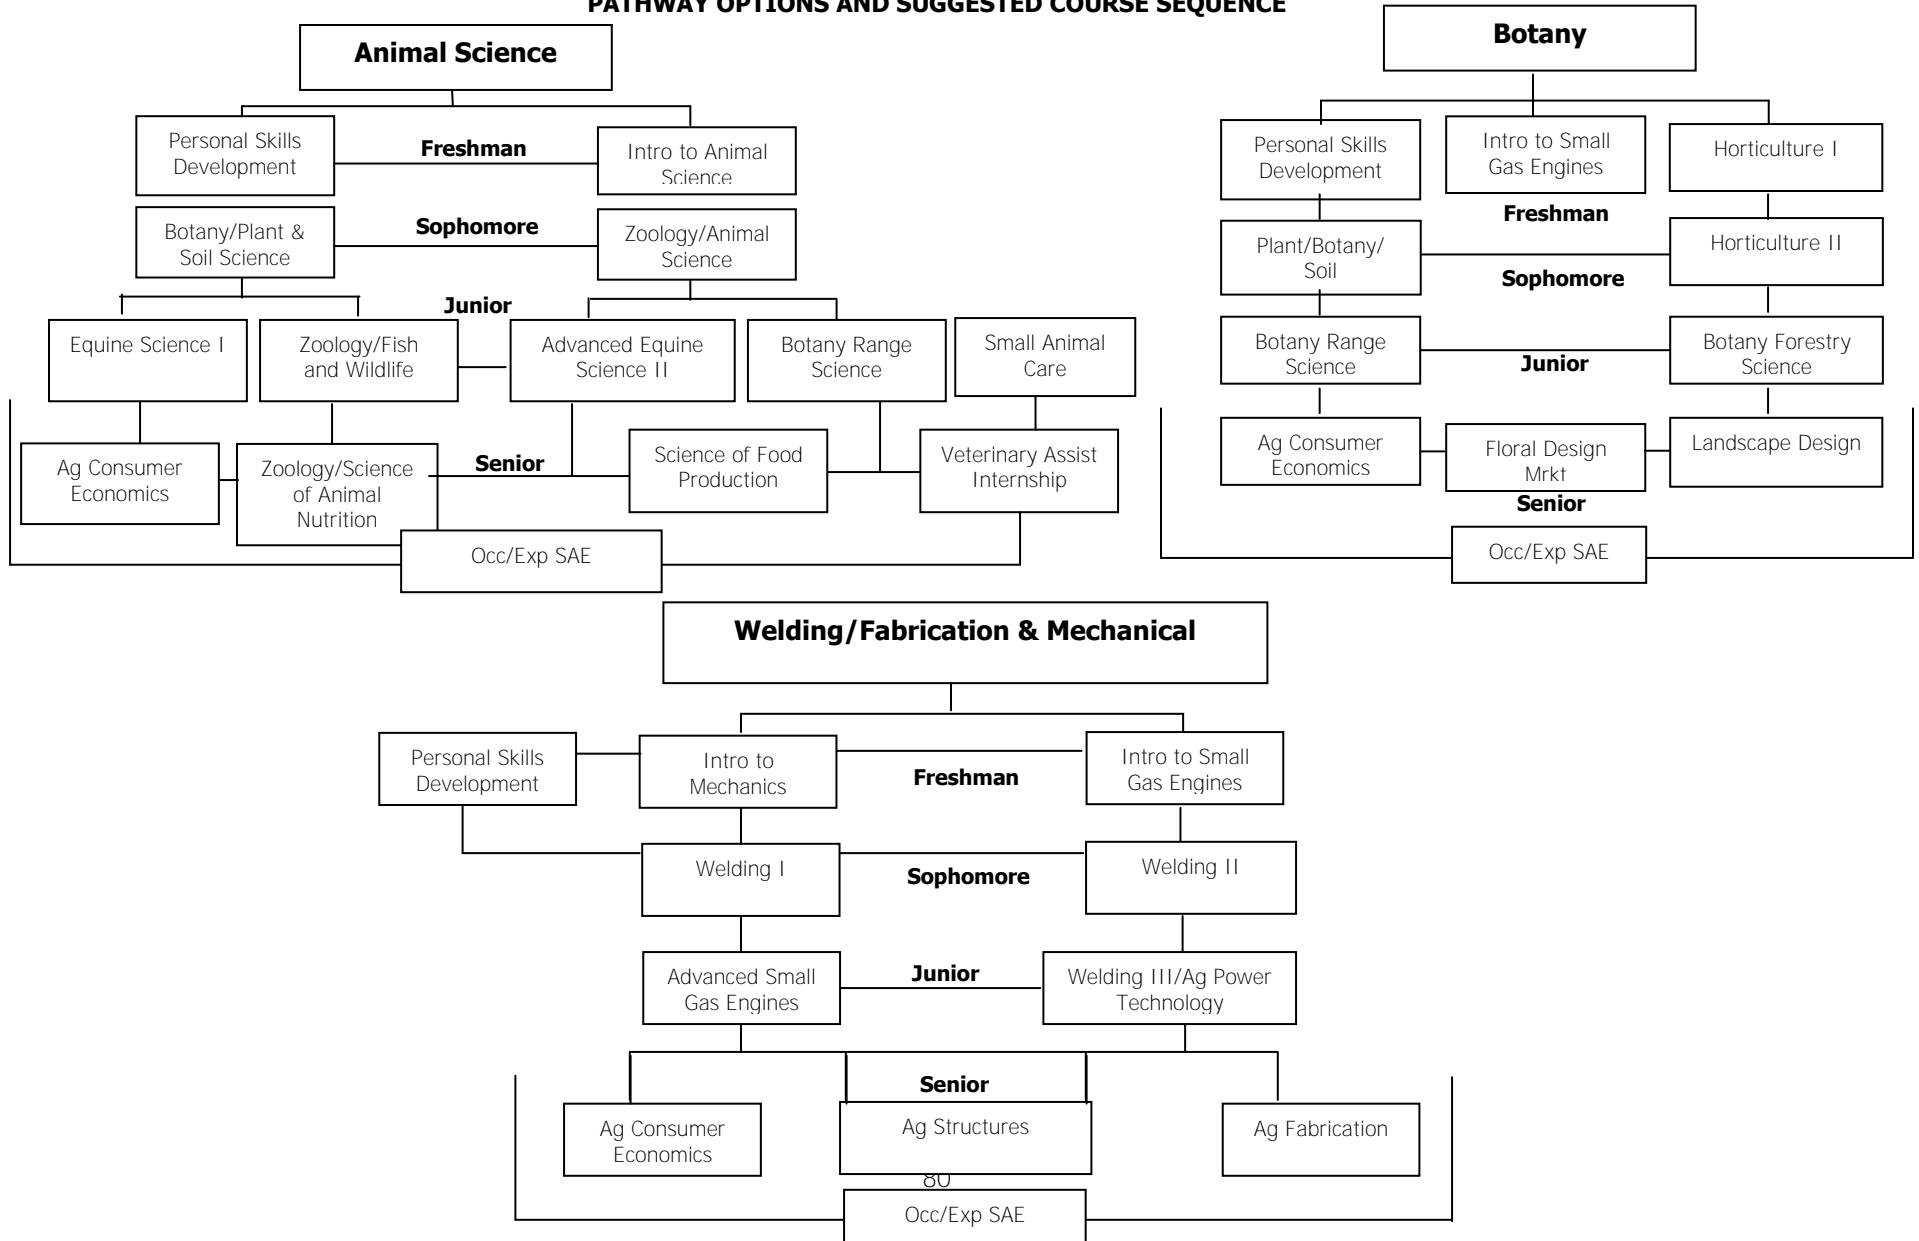 PATHWAY OPTIONS AND SUGGESTED COURSE SEQUENCE
Animal Science
Personal Skills
Development
Freshman
Intro to Animal
Science
Botany/Plant &
Soil Science
Sophomore
Zoology/Animal
Science
Junior
Equine Science I
Zoology/Fish
and Wildlife
Advanced Equine
Science II
Botany Range
Science
Small Animal
Care
Ag Consumer
Economics
Zoology/Science
of Animal
Nutrition
Senior
Science of Food
Production
Veterinary Assist
Internship
Occ/Exp SAE
Botany
Personal Skills
Development
Intro to Small
Gas Engines
Horticulture I
Freshman
Plant/Botany/
Soil
Horticulture II
Sophomore
Botany Range
Science
Junior
Botany Forestry
Science
Ag Consumer
Economics
Floral Design
Mrkt
Landscape Design
Senior
Occ/Exp SAE
Welding/Fabrication & Mechanical
Personal Skills
Development
Intro to
Mechanics
Freshman
Intro to Small
Gas Engines
Welding I
Sophomore
Welding II
Advanced Small
Gas Engines
Junior
Welding III/Ag Power
Technology
Senior
Ag Consumer
Economics
Ag Structures
Ag Fabrication
80
Occ/Exp SAE